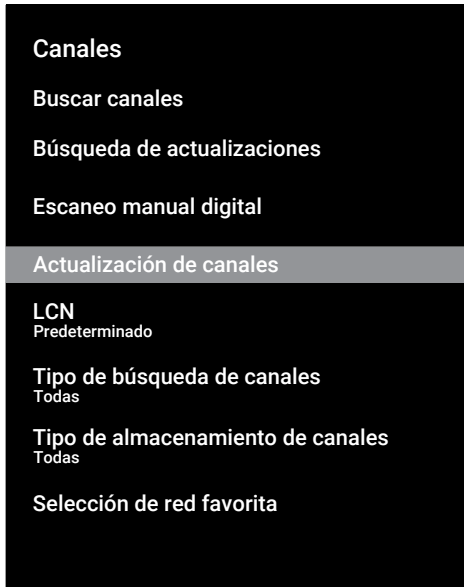 Canales
Buscar canales
Búsqueda de actualizaciones
Escaneo manual digital
Actualización de canales
LCN
Predeterminado
Tipo de búsqueda de canales
Todas
Tipo de almacenamiento de canales
Todas
Selección de red favorita